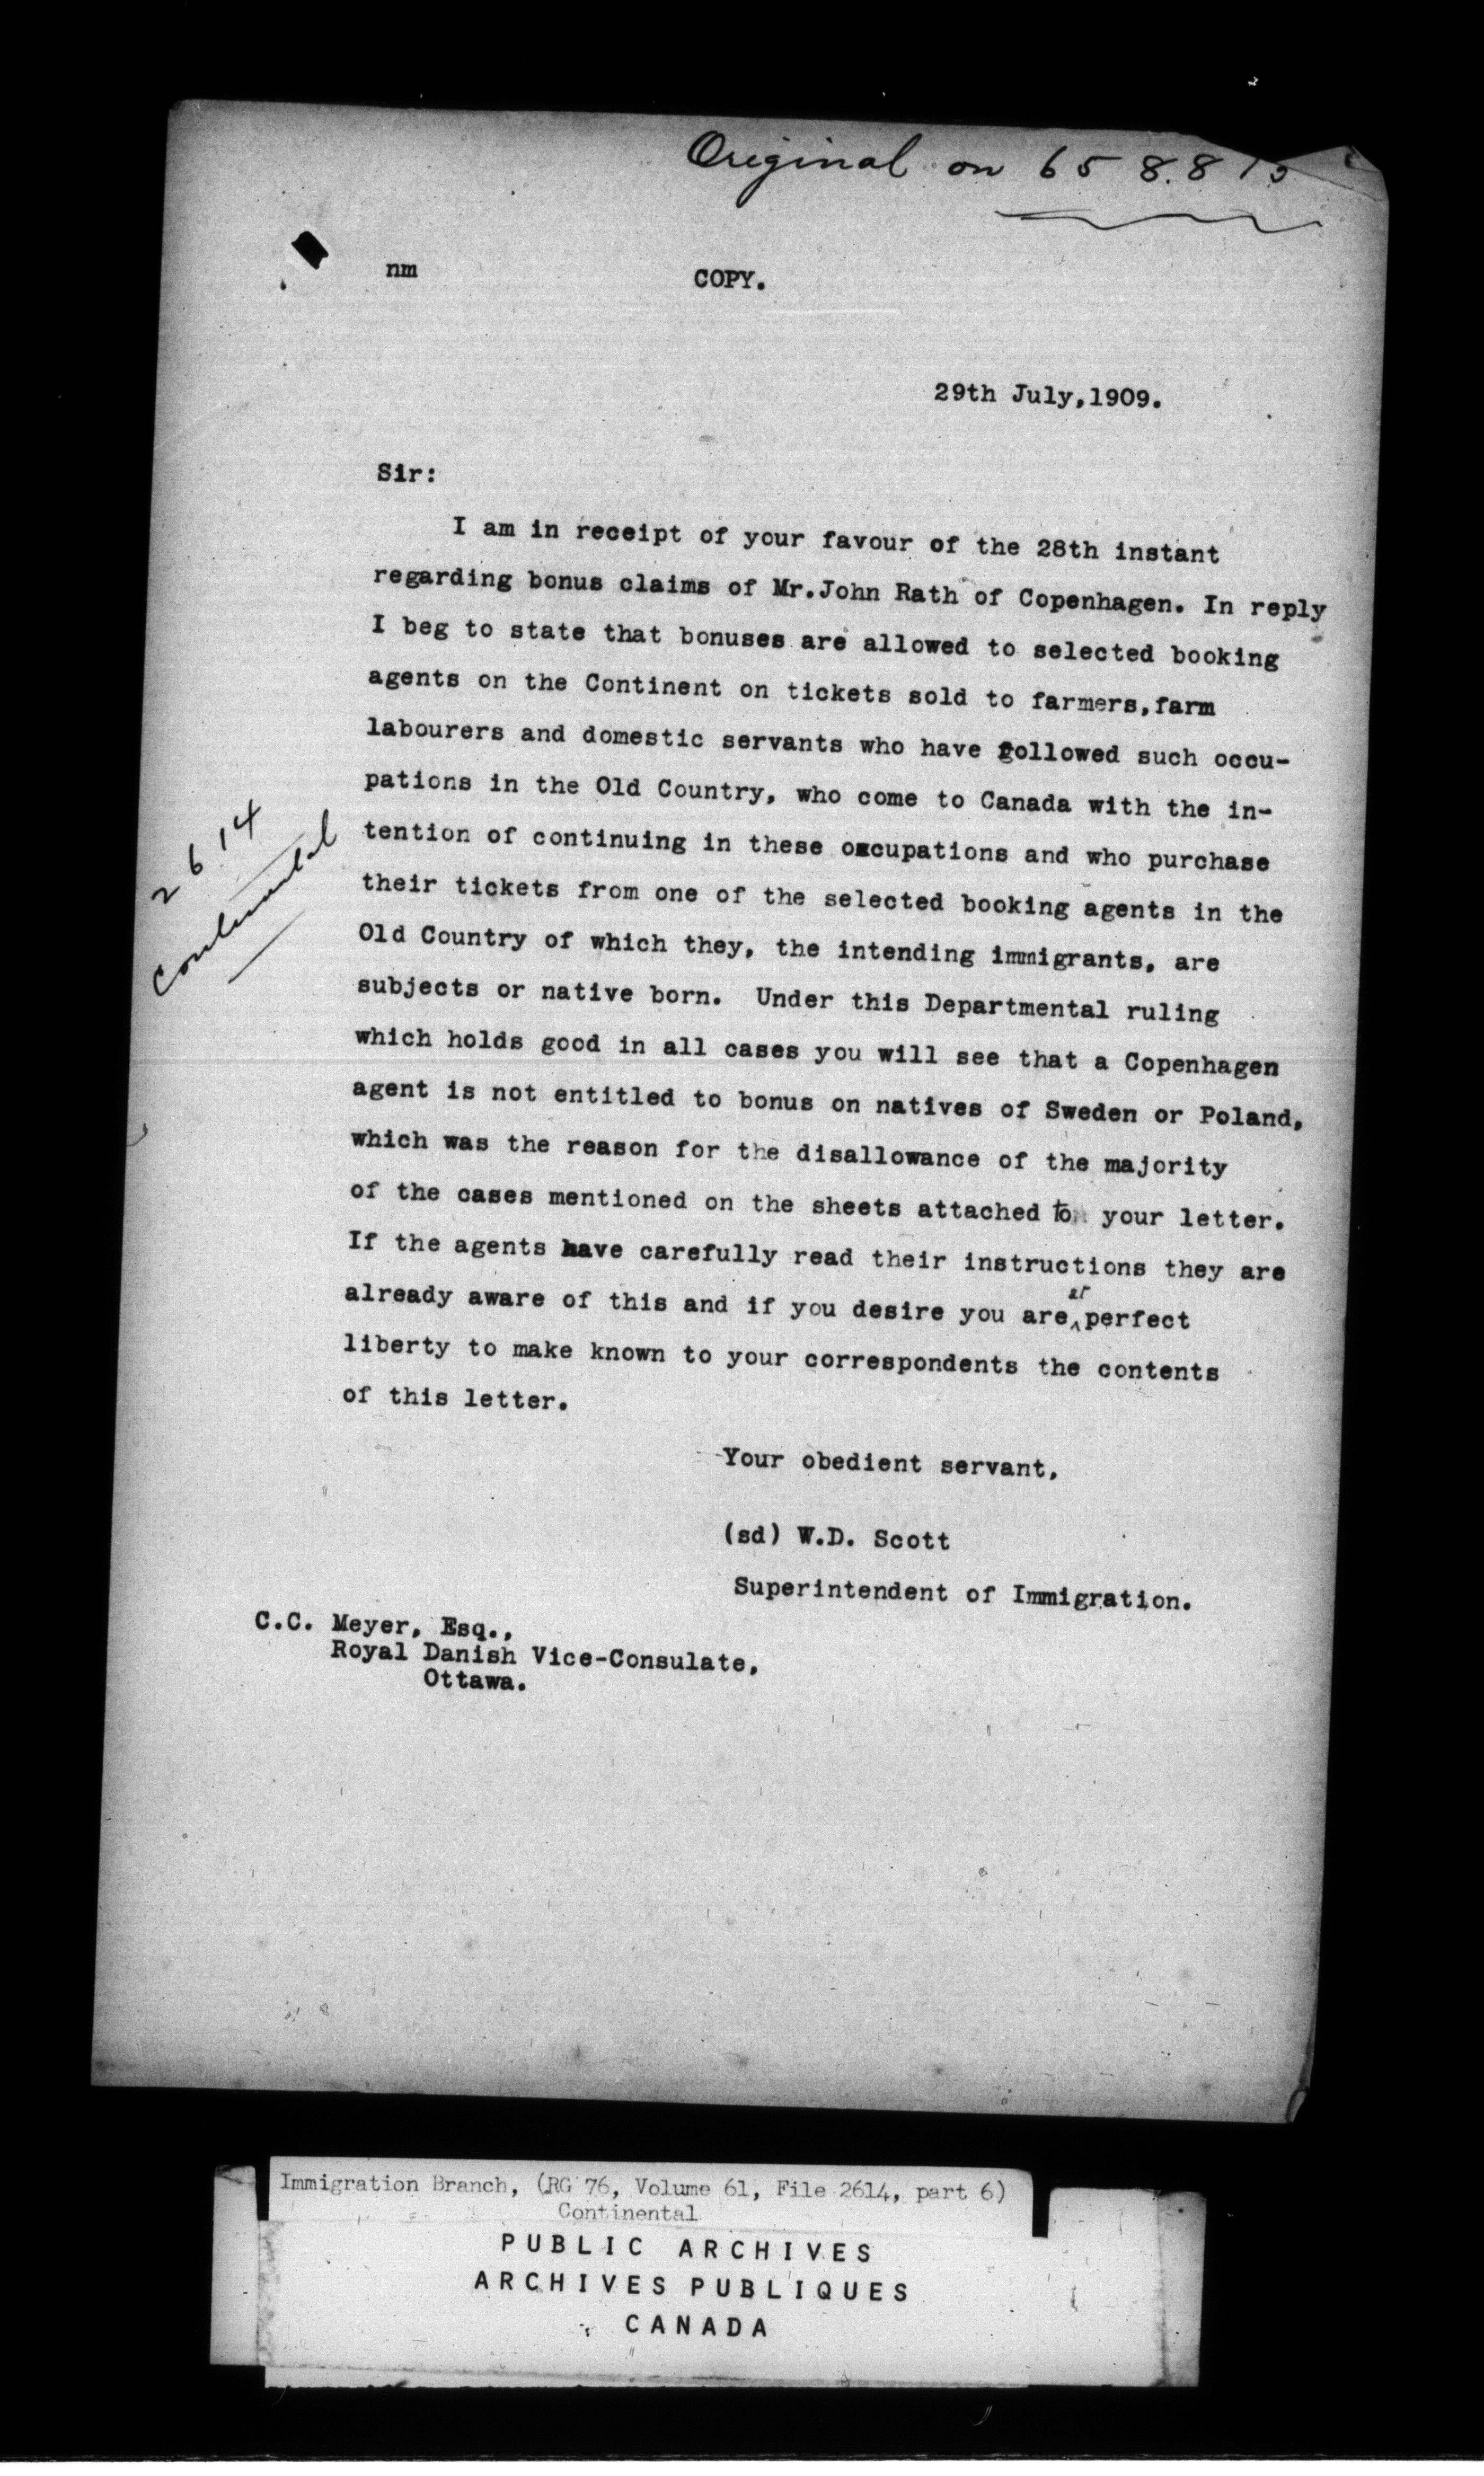 Original on 658.815
nm
COPY.
29th July,1909.
Sir:
I am in receipt of your favour of the 28th instant
regarding bonus claims of Mr.John Rath of Copenhagen. In reply
I beg to state that bonuses are allowed to selected booking
agents on the Continent on tickets sold to farmers,farm
labourers and domestic servants who have followed such occu-
pations in the Old Country, who come to Canada with the in-
tention of continuing in these occupations and who purchase
their tickets from one of the selected booking agents in the
Old Country of which they, the intending immigrants, are
subjects or native born. Under this Departmental ruling
which holds good in all cases you will see that a Copenhagen
agent is not entitled to bonus on natives of Sweden or Poland,
which was the reason for the disallowance of the majority
of the cases mentioned on the sheets attached to your letter.
If the agents have carefully read their instructions they are
already aware of this and if you desire you are at perfect
liberty to make known to your correspondents the contents
of this letter.
Your obedient servant,
(sd) W.D. Scott
Superintendent of Immigration.
C.C. Meyer, Esq.,
Royal Danish Vice-Consulate,
Ottawa.
2614
Continental
Immigration Branch, (RG 76, Volume 61, File 2614, part 6)
Continental
PUBLIC ARCHIVES
ARCHIVES PUBLIQUES
CANADA